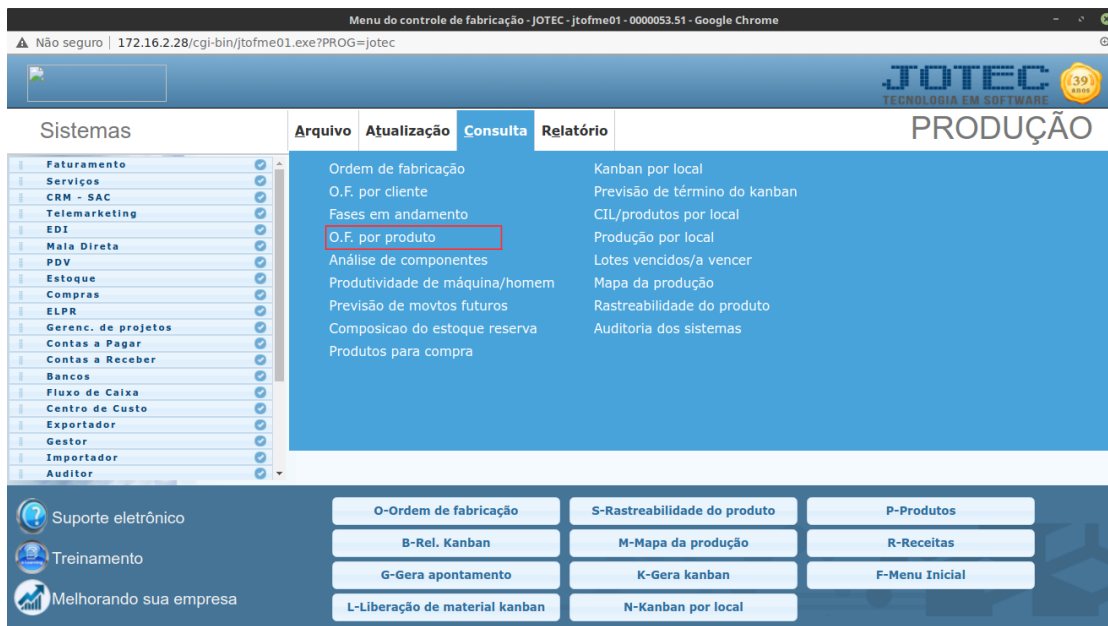 Menu do controle de fabricação - JOTEC - jtofme01 - 0000053.51 - Google Chrome
Não seguro | 172.16.2.28/cgi-bin/jtofme01.exe?PROG=jotec
JOTEC
TECNOLOGIA EM SOFTWARE
39
ANOS
Sistemas
Arquivo Atualização Consulta Relatório
PRODUÇÃO
Faturamento
Serviços
CRM - SAC
Telemarketing
EDI
Mala Direta
PDV
Estoque
Compras
ELPR
Gerenc. de projetos
Contas a Pagar
Contas a Receber
Bancos
Fluxo de Caixa
Centro de Custo
Exportador
Gestor
Importador
Auditor
Ordem de fabricação
O.F. por cliente
Fases em andamento
O.F. por produto
Análise de componentes
Produtividade de máquina/homem
Previsão de movtos futuros
Composicao do estoque reserva
Produtos para compra
Kanban por local
Previsão de término do kanban
CIL/produtos por local
Produção por local
Lotes vencidos/a vencer
Mapa da produção
Rastreabilidade do produto
Auditoria dos sistemas
Suporte eletrônico
Treinamento
Melhorando sua empresa
O-Ordem de fabricação
S-Rastreabilidade do produto
P-Produtos
B-Rel. Kanban
M-Mapa da produção
R-Receitas
G-Gera apontamento
K-Gera kanban
F-Menu Inicial
L-Liberação de material kanban
N-Kanban por local